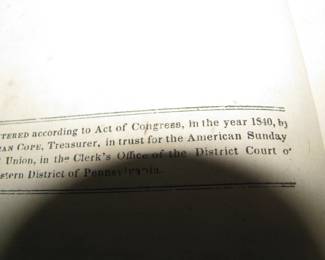 TERED according to Act of Congress, in the year 1840, by
AN COPE, Treasurer, in trust for the American Sunday
Union, in the Clerk's Office of the District Court o
stern District of Pennsylvania.